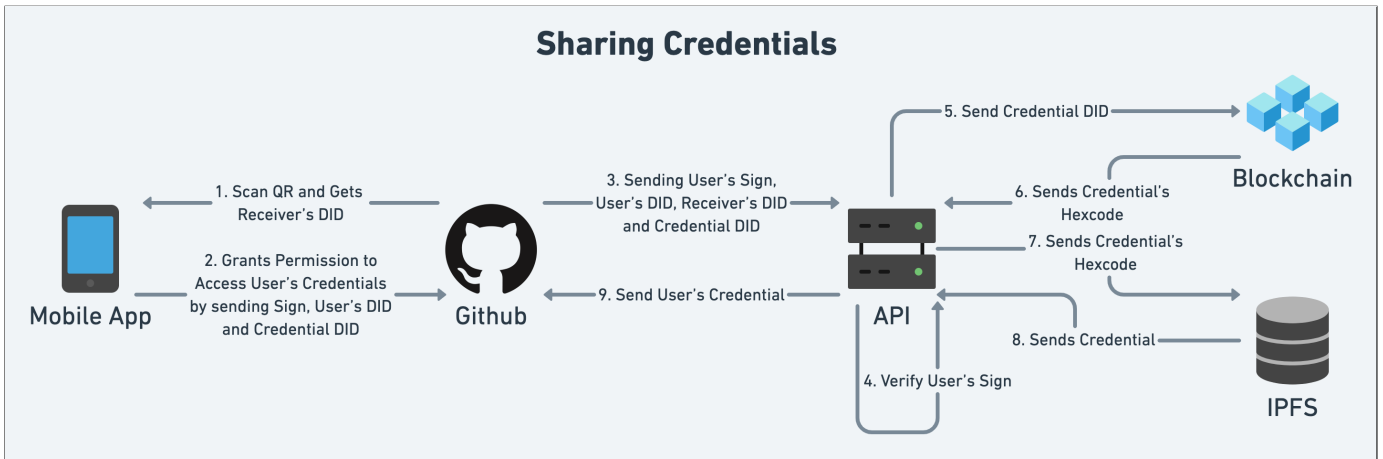 Sharing Credentials
1. Scan QR and Gets
Receiver's DID
2. Grants Permission to
Access User's Credentials
by sending Sign, User's DID
and Credential DID
Mobile App
Github
3. Sending User's Sign,
User's DID, Receiver's DID
and Credential DID
9. Send User's Credential
API
4. Verify User's Sign
5. Send Credential DID
Blockchain
6. Sends Credential's
Hexcode
7. Sends Credential's
Hexcode
8. Sends Credential
IPFS